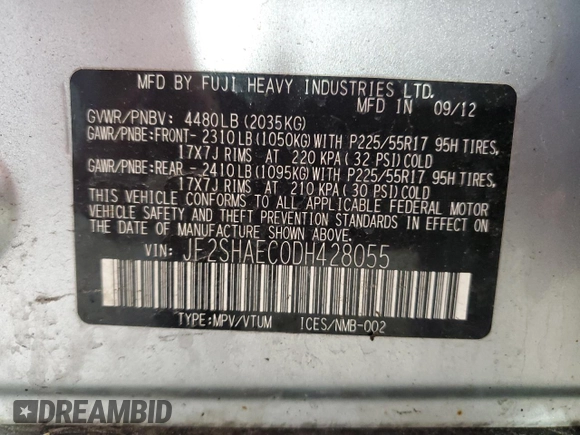 MFD BY FUJI HEAVY INDUSTRIES LTD.
MFD IN 09/12
GVWR/PNBV: 4480LB(2035KG)
GAWR/PNBE:FRONT-2310LB(1050KG)WITH P225/55R17 95H TIRES,
17X7J RIMS AT 220 KPA( 32 PSI)COLD
GAWR/PNBE:REAR -2410LB(1095KG)WITH P225/55R17 95H TIRES,
17X7J RIMS AT 210 KPA( 30 PSI)COLD
THIS VEHICLE CONFORMS TO ALL APPLICABLE FEDERAL MOTOR
VEHICLE SAFETY AND THEFT PREVENTION STANDARDS IN EFFECT ON
THE DATE OF MANUFACTURE SHOWN ABOVE.
VIN: JF2SHAEC0DH428055
TYPE:MPV/VTUM ICES/NMB-002
DREAMBID